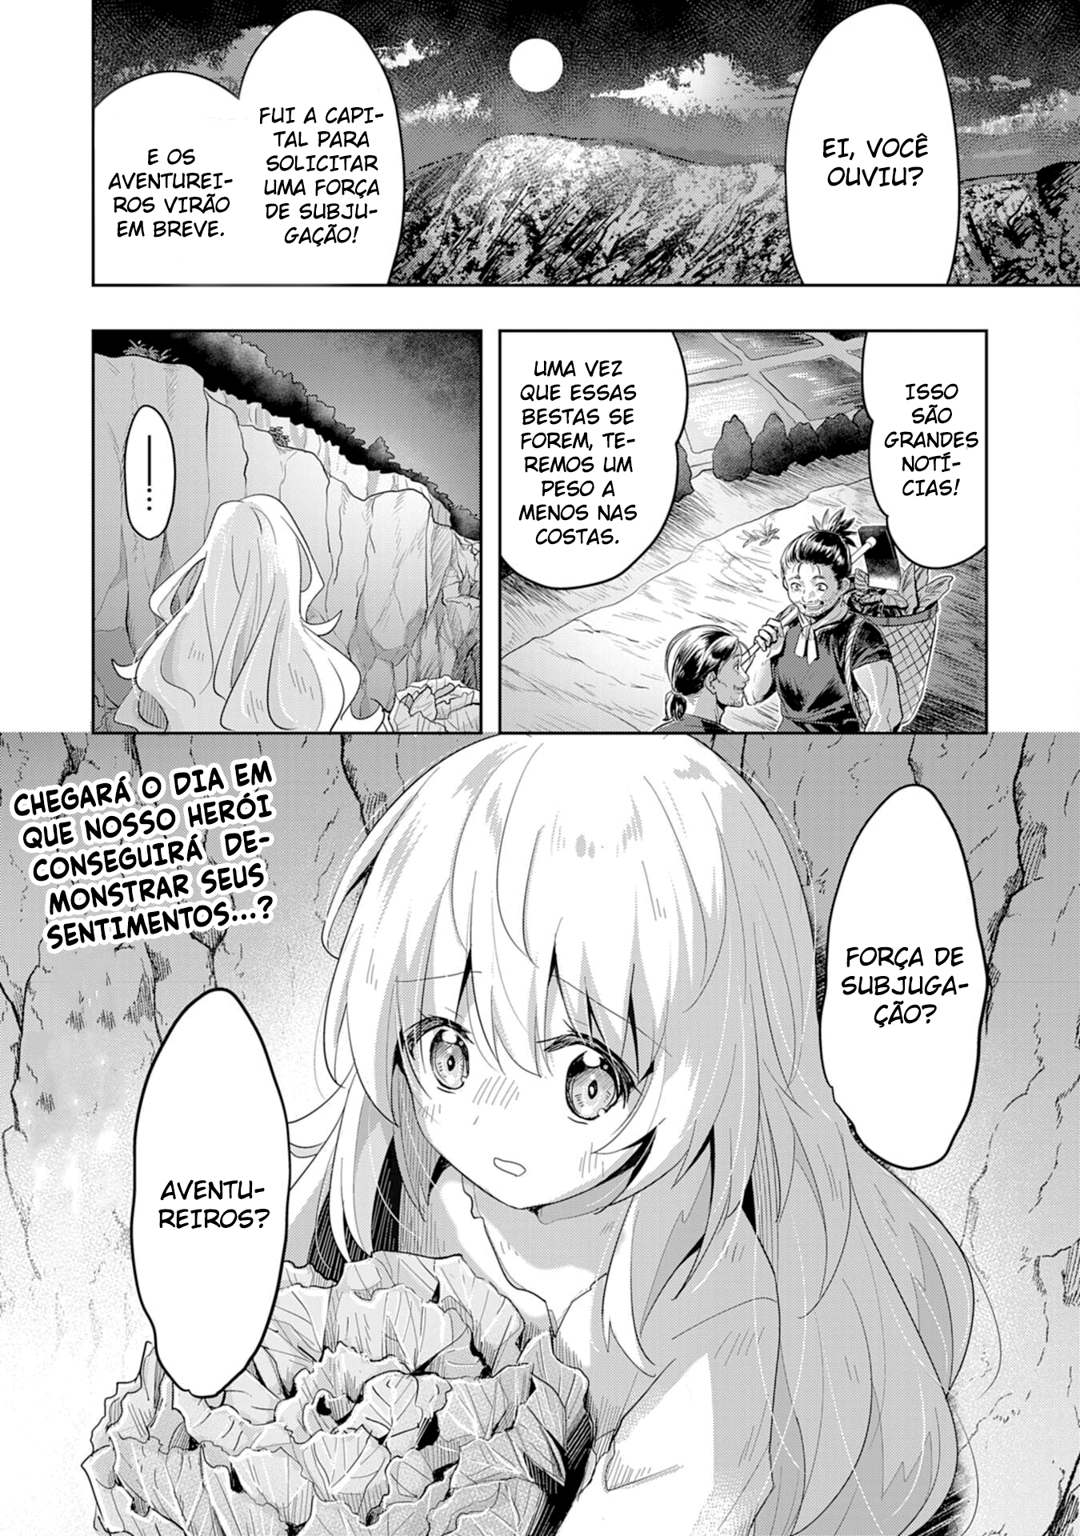 EI, VOCÊ
OUVIU?
FUI A CAPI-
TAL PARA
SOLICITAR
UMA FORÇA
DE SUBJU-
GAÇÃO!
E OS
AVENTUREI-
ROS VIRÃO
EM BREVE.
ISSO
SÃO
GRANDES
NOTÍ-
CIAS!
UMA VEZ
QUE ESSAS
BESTAS SE
FOREM, TE-
REMOS UM
PESO A
MENOS NAS
COSTAS.
—...
FORÇA DE
SUBJUGA-
ÇÃO?
CHEGARÁ O DIA EM
QUE NOSSO HERÓI
CONSEGUIRÁ DE-
MONSTRAR SEUS
SENTIMENTOS...?
AVENTU-
REIROS?